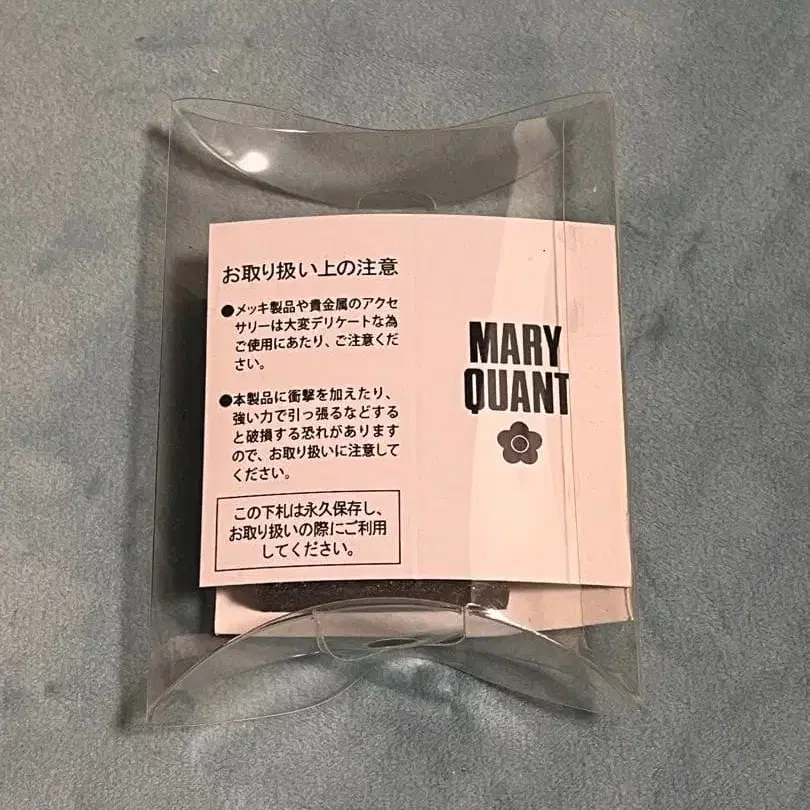 お取り扱い上の注意
●メッキ製品や貴金属のアクセ
サリーは大変デリケートな為
ご使用にあたり、ご注意くだ
さい。
●本製品に衝撃を加えたり、
強い力で引っ張るなどする
と破損する恐れがあります
ので、お取り扱いに注意して
ください。
この下札は永久保存し、
お取り扱いの際にご利用
してください。
MARY
QUANT